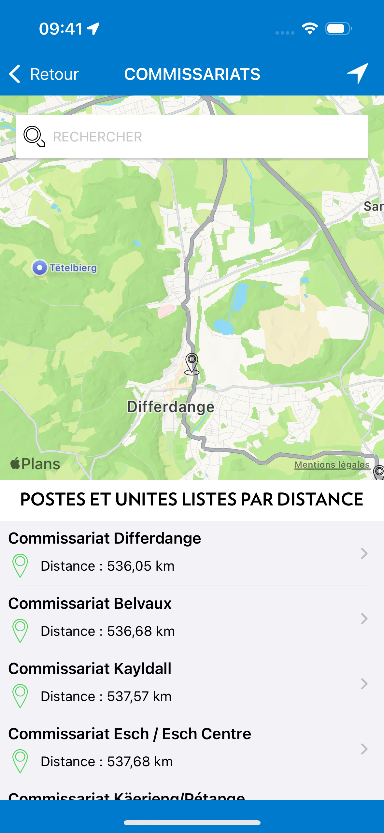 09:41
Retour
COMMISSARIATS
RECHERCHER
San
Tëtelbierg
Differdange
Plans
Mentions légales
POSTES ET UNITES LISTES PAR DISTANCE
Commissariat Differdange
Distance : 536,05 km
Commissariat Belvaux
Distance : 536,68 km
Commissariat Kayldall
Distance : 537,57 km
Commissariat Esch / Esch Centre
Distance : 537,68 km
Commissariat Käerjeng/Pétange